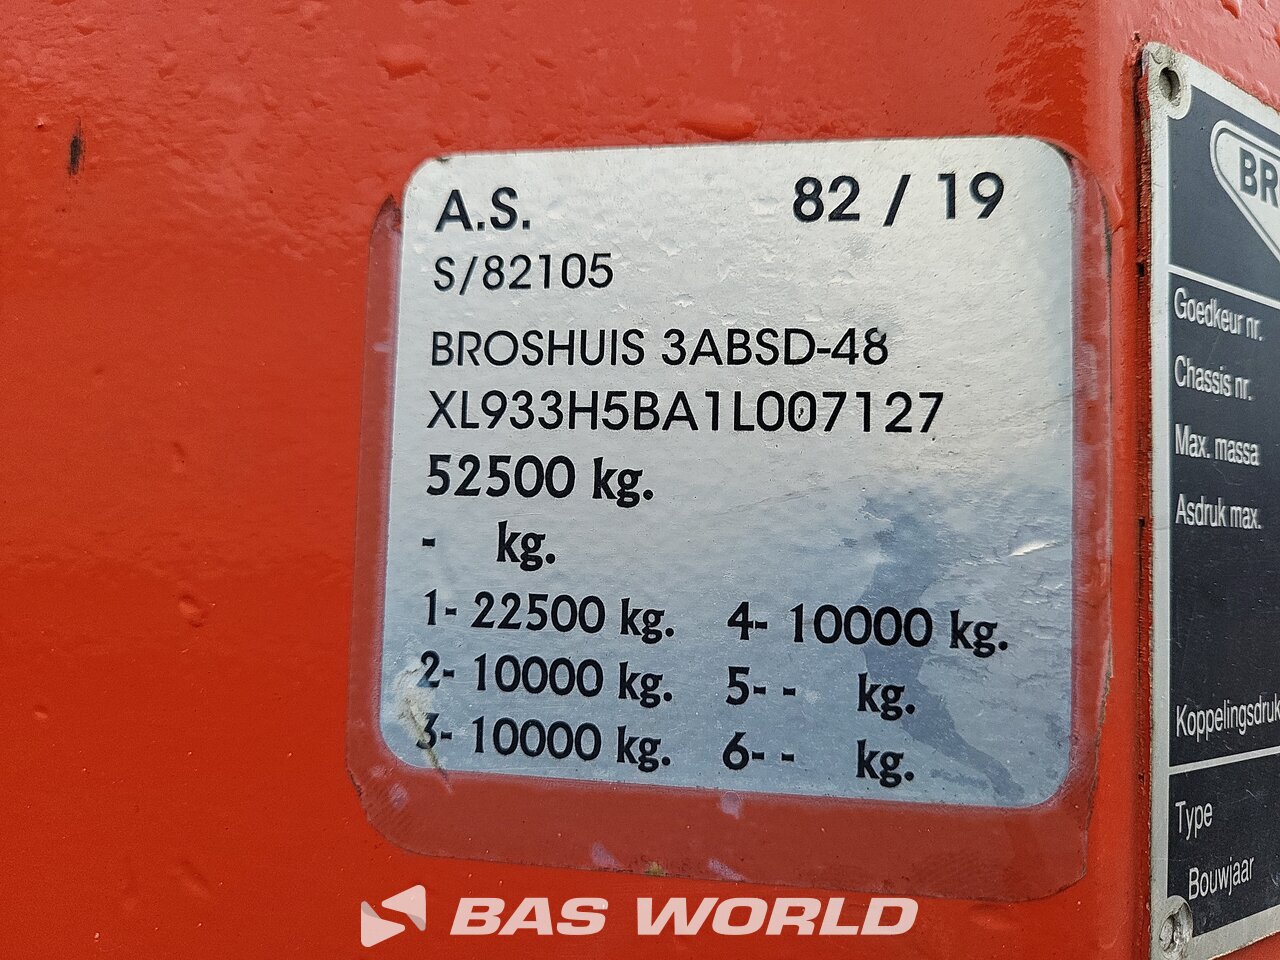 A.S. 82 / 19
S/82105
BROSHUIS 3ABSD-48
XL933H5BA1L007127
52500 kg.
- kg.
1- 22500 kg. 4- 10000 kg.
2- 10000 kg. 5- - kg.
3- 10000 kg. 6- - kg.
BR
Goedkeur nr.
Chassis nr.
Max. massa
Asdruk max.
Koppelingsdruk
Type
Bouwjaar
BAS WORLD